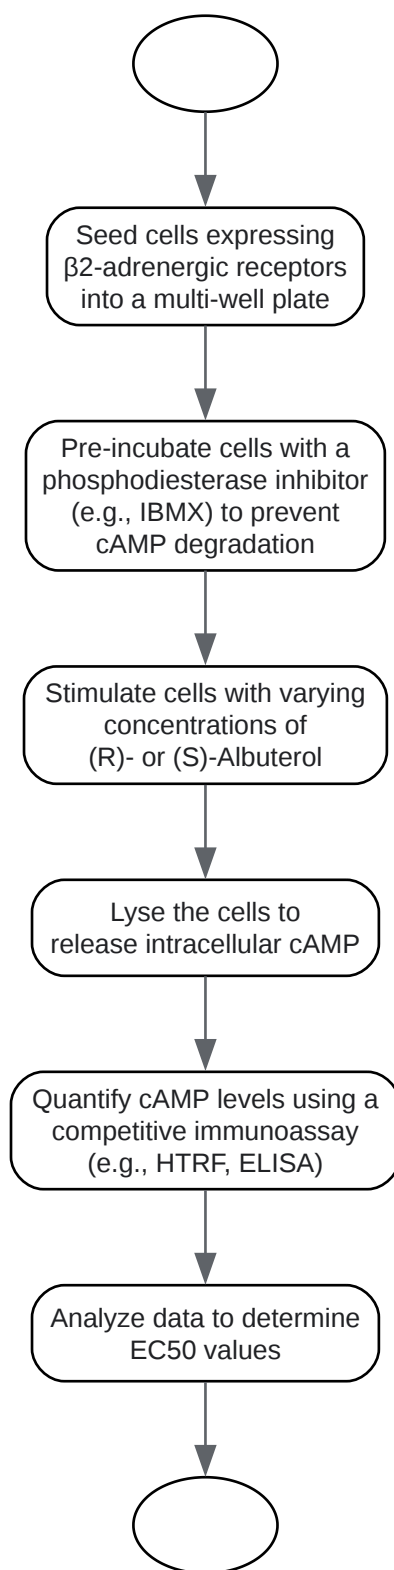 Seed cells expressing
β2-adrenergic receptors
into a multi-well plate
Pre-incubate cells with a
phosphodiesterase inhibitor
(e.g., IBMX) to prevent
cAMP degradation
Stimulate cells with varying
concentrations of
(R)- or (S)-Albuterol
Lyse the cells to
release intracellular cAMP
Quantify cAMP levels using a
competitive immunoassay
(e.g., HTRF, ELISA)
Analyze data to determine
EC50 values